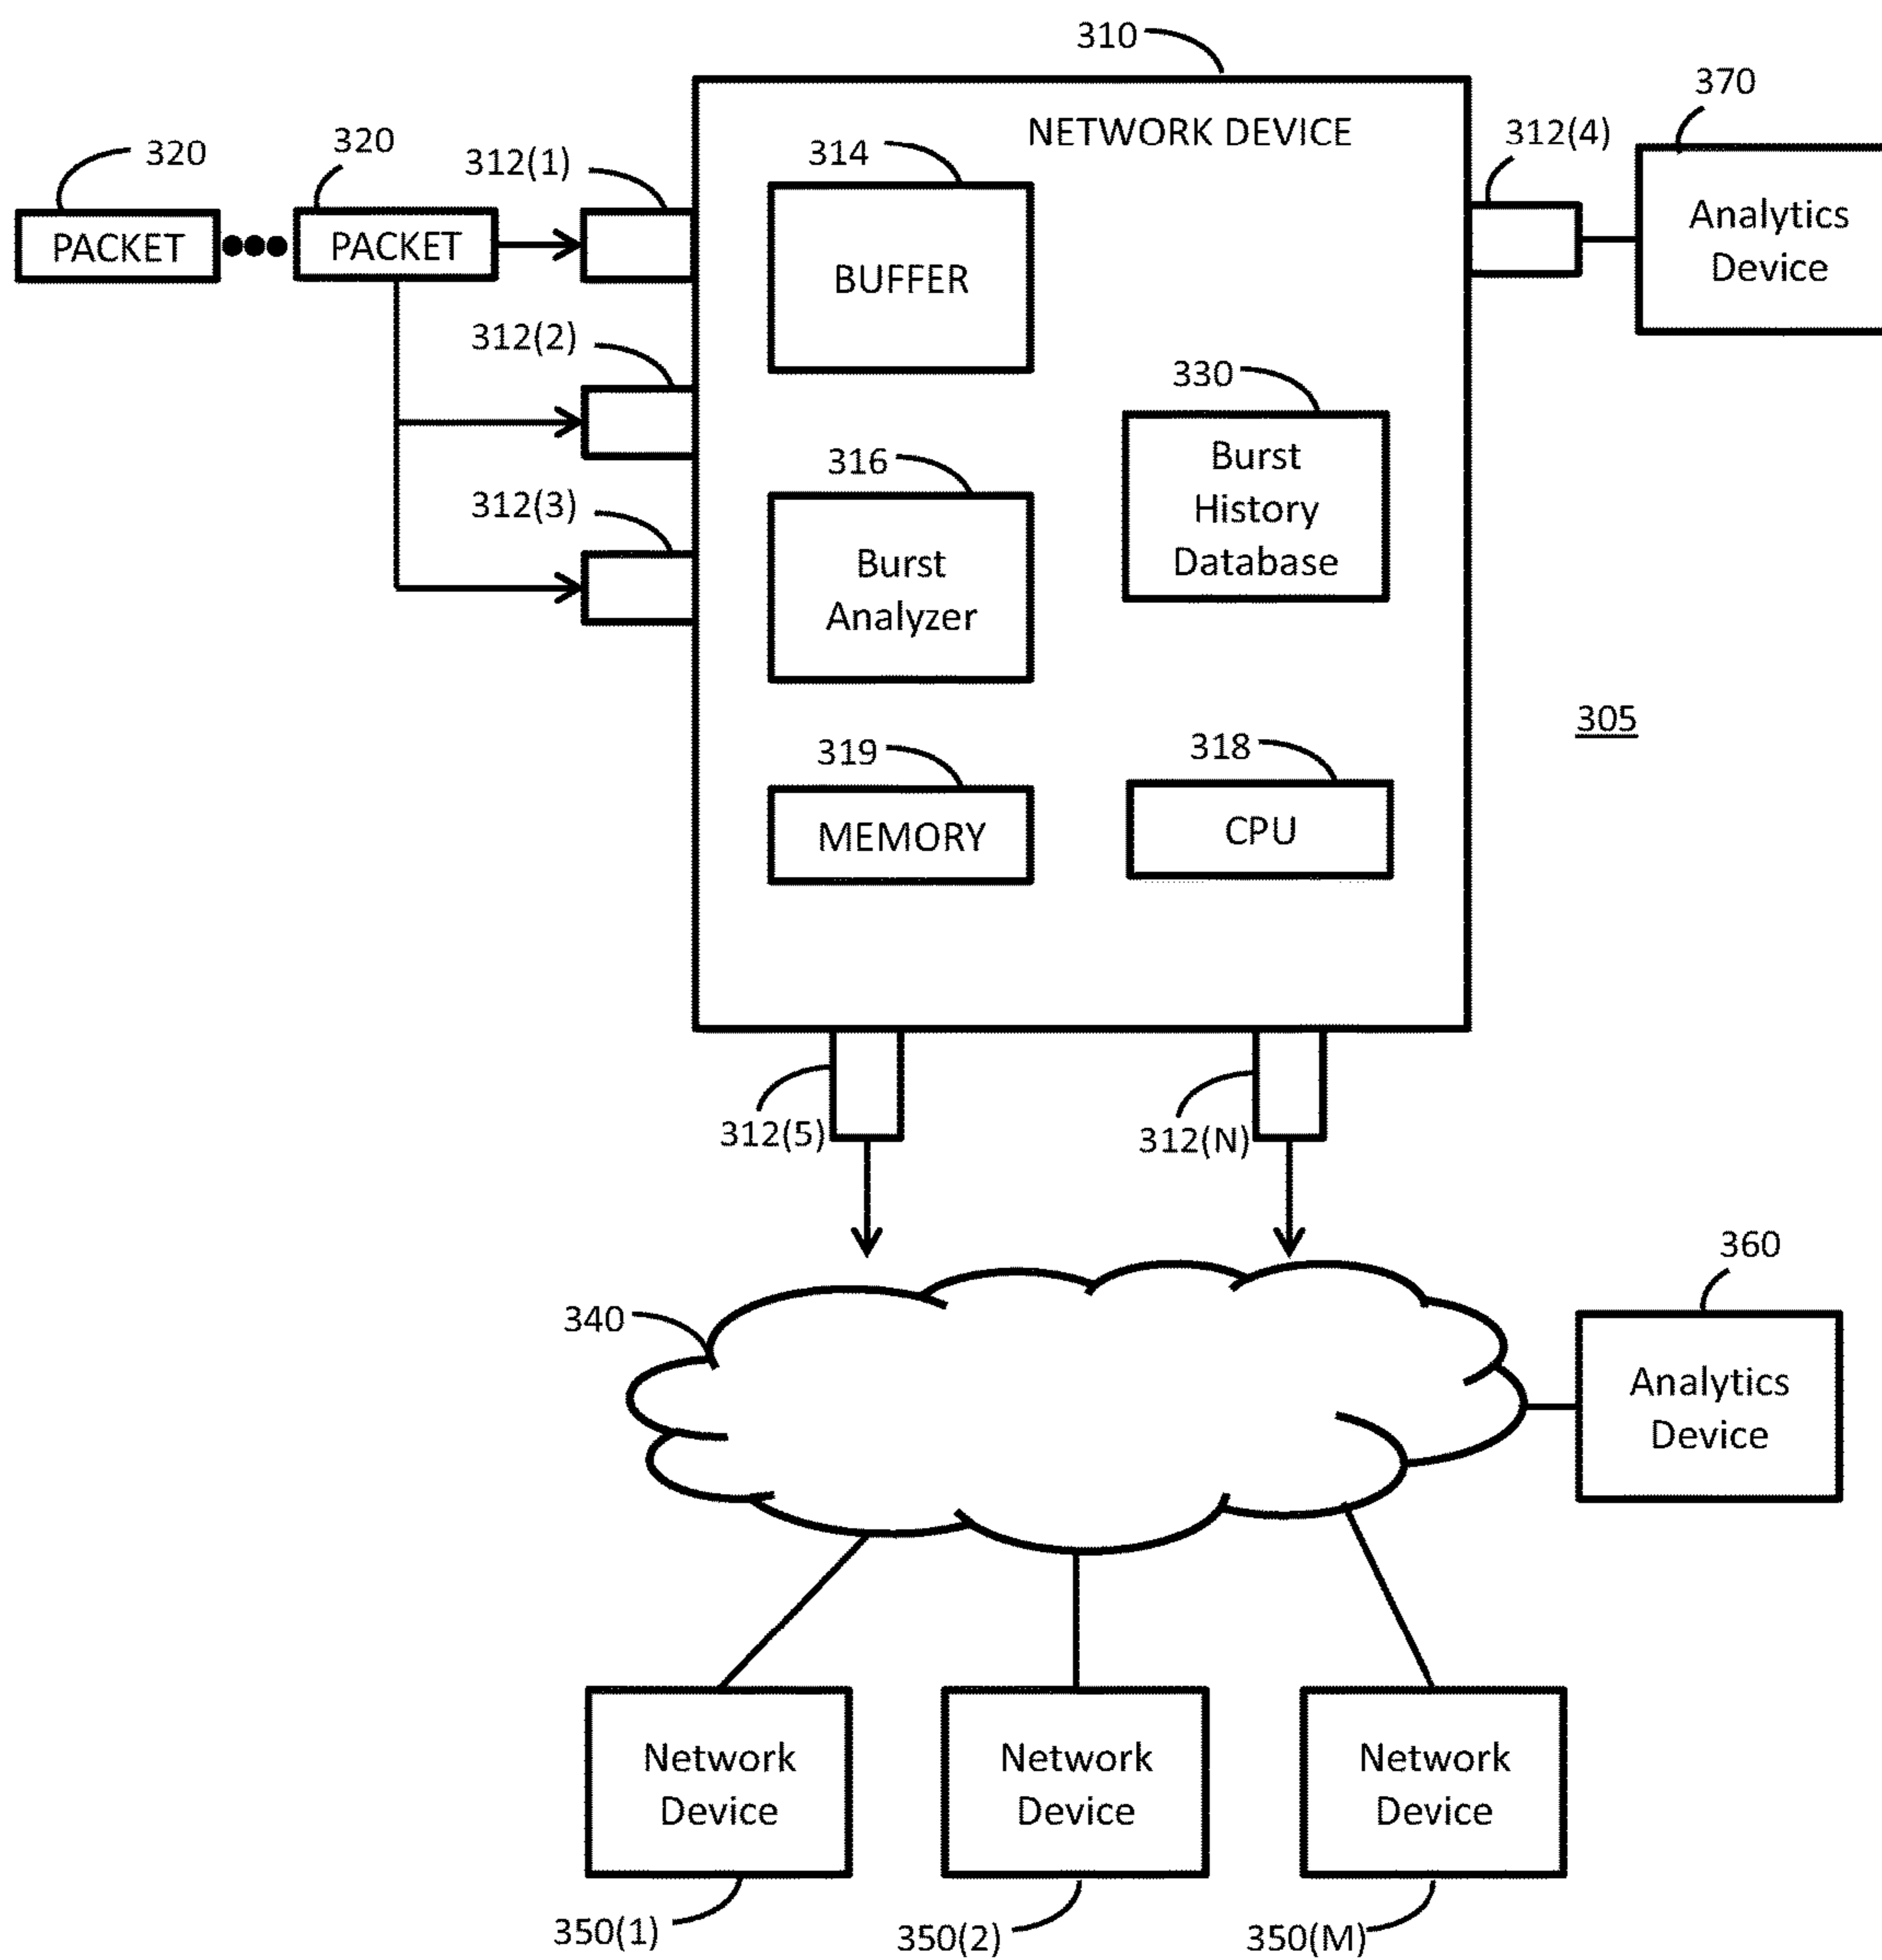 310
370
320
320
312(1)
NETWORK DEVICE
312(4)
314
PACKET
PACKET
BUFFER
Analytics
Device
312(2)
330
316
Burst
History
Database
312(3)
Burst
Analyzer
305
319
318
MEMORY
CPU
312(5)
312(N)
360
340
Analytics
Device
Network
Device
Network
Device
Network
Device
350(1)
350(2)
350(M)